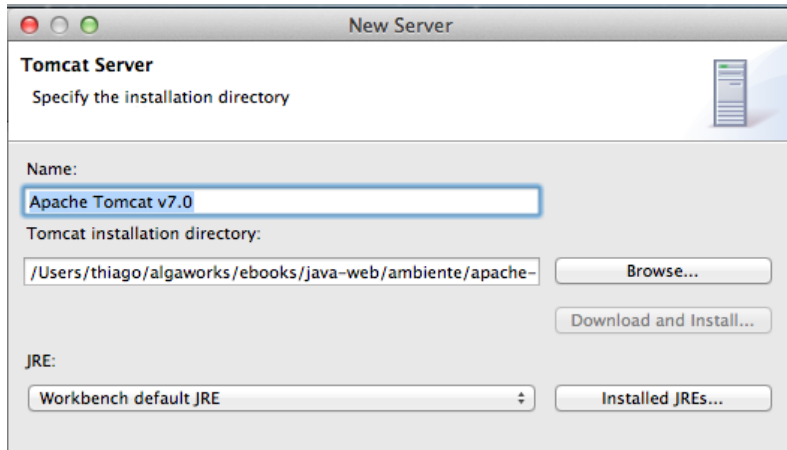 New Server
Tomcat Server
Specify the installation directory
Name:
Apache Tomcat v7.0
Tomcat installation directory:
/Users/thiago/algaworks/ebooks/java-web/ambiente/apache-
Browse...
Download and Install...
JRE:
Workbench default JRE
Installed JREs...